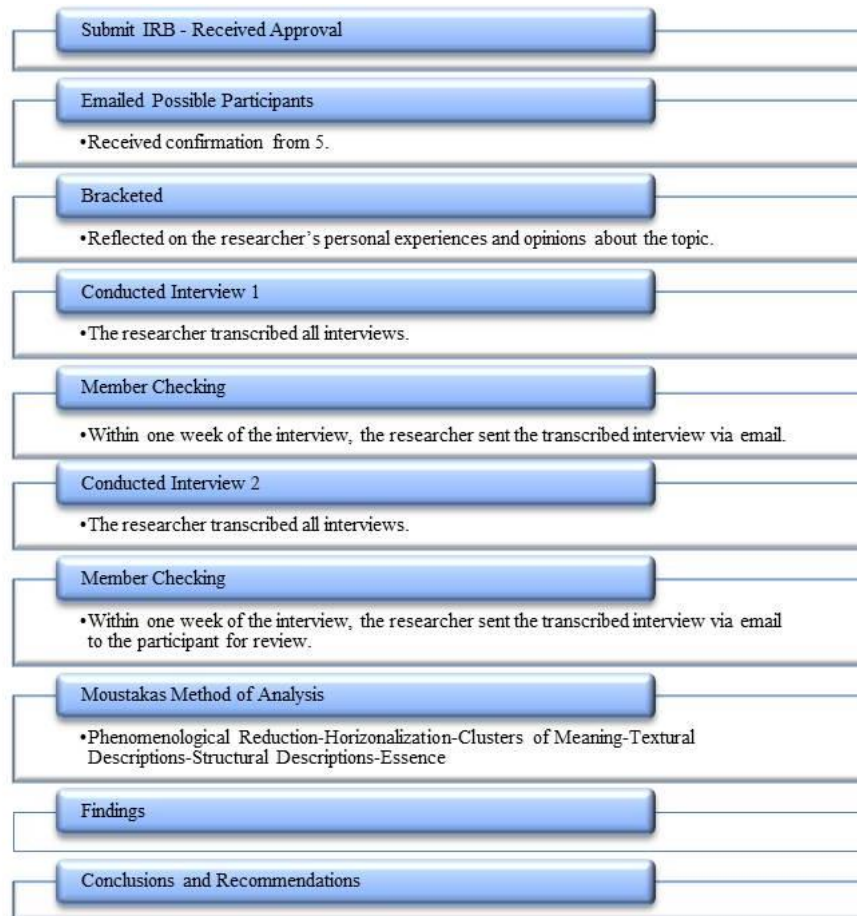 Submit IRB - Received Approval
Emailed Possible Participants
•Received confirmation from 5.
Bracketed
•Reflected on the researcher's personal experiences and opinions about the topic.
Conducted Interview 1
•The researcher transcribed all interviews.
Member Checking
•Within one week of the interview, the researcher sent the transcribed interview via email.
Conducted Interview 2
•The researcher transcribed all interviews.
Member Checking
•Within one week of the interview, the researcher sent the transcribed interview via email
to the participant for review.
Moustakas Method of Analysis
•Phenomenological Reduction-Horizonalization-Clusters of Meaning-Textural
Descriptions-Structural Descriptions-Essence
Findings
Conclusions and Recommendations